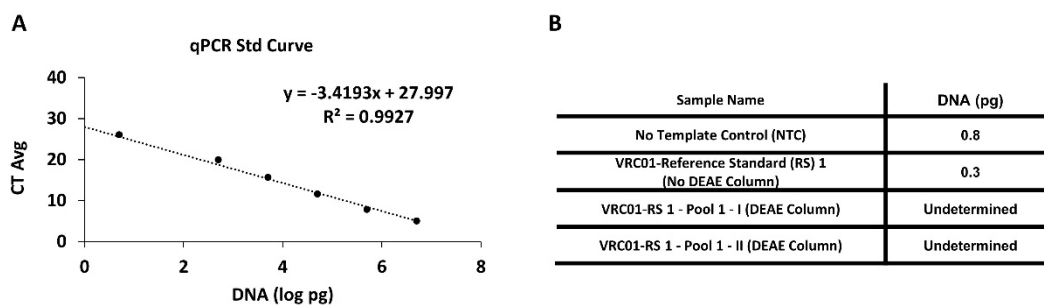 A
qPCR Std Curve
y = -3.4193x + 27.997
R² = 0.9927
CT Avg
40
30
20
10
0
0 2 4 6 8
DNA (log pg)
B
Sample Name DNA (pg)
No Template Control (NTC) 0.8
VRC01-Reference Standard (RS) 1
(No DEAE Column) 0.3
VRC01-RS 1 - Pool 1 - I (DEAE Column) Undetermined
VRC01-RS 1 - Pool 1 - II (DEAE Column) Undetermined